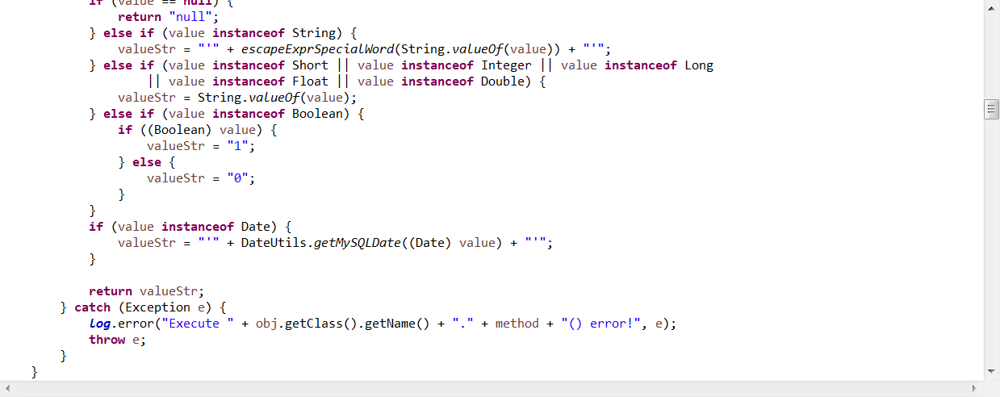 if (value == null) {
return "null";
} else if (value instanceof String) {
valueStr = "'" + escapeExprSpecialWord(String.valueOf(value)) + "'";
} else if (value instanceof Short || value instanceof Integer || value instanceof Long
|| value instanceof Float || value instanceof Double) {
valueStr = String.valueOf(value);
} else if (value instanceof Boolean) {
if ((Boolean) value) {
valueStr = "1";
} else {
valueStr = "0";
}
}
if (value instanceof Date) {
valueStr = "'" + DateUtils.getMySQLDate((Date) value) + "'";
}
return valueStr;
} catch (Exception e) {
log.error("Execute " + obj.getClass().getName() + "." + method + "() error!", e);
throw e;
}
}